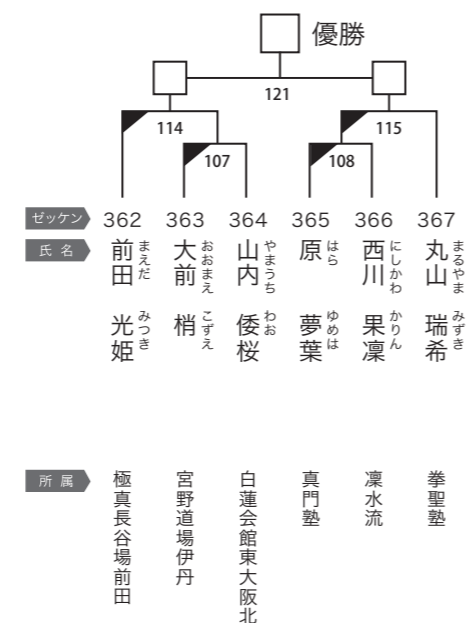 優勝
121
114
115
107
108
ゼッケン
362
363
364
365
366
367
氏名
前田 光姫
まえだ みつき
大前 梢
おおまえ こずえ
山内 倭桜
やまうち わお
原 夢葉
はら ゆめは
西川 果凜
にしかわ かりん
丸山 瑞希
まるやま みずき
所属
極真長谷場前田
宮野道場伊丹
白蓮会館東大阪北
真門塾
凜水流
拳聖塾